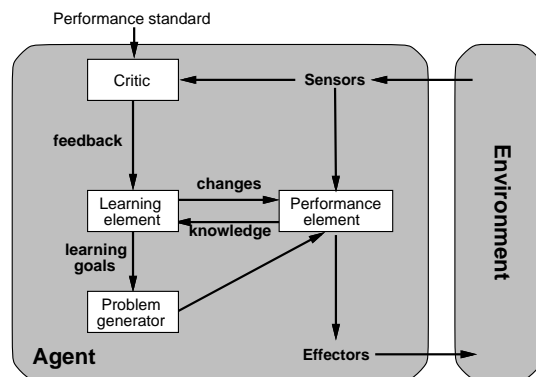 Performance standard
Critic
Sensors
feedback
changes
Learning
element
Performance
element
knowledge
learning
goals
Problem
generator
Agent
Effectors
Environment